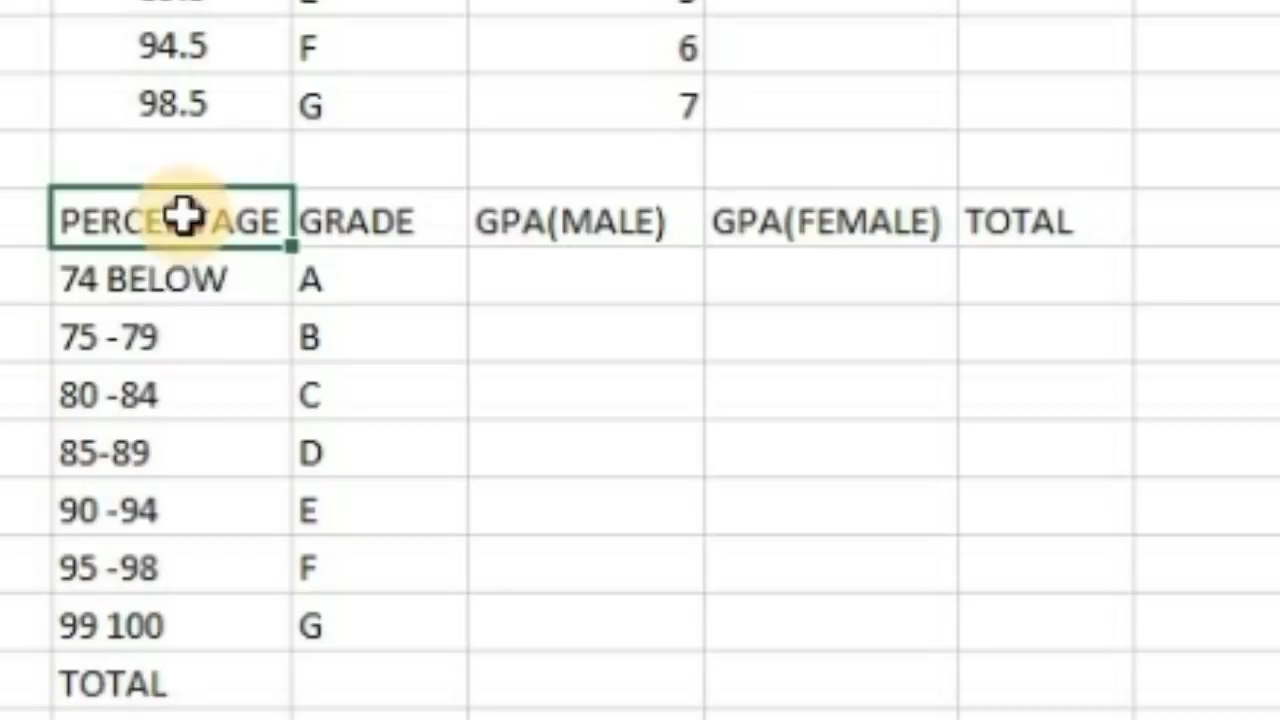 94.5 F 6
98.5 G 7
PERCENTAGE GRADE GPA(MALE) GPA(FEMALE) TOTAL
74 BELOW A
75 -79 B
80 -84 C
85-89 D
90 -94 E
95 -98 F
99 100 G
TOTAL